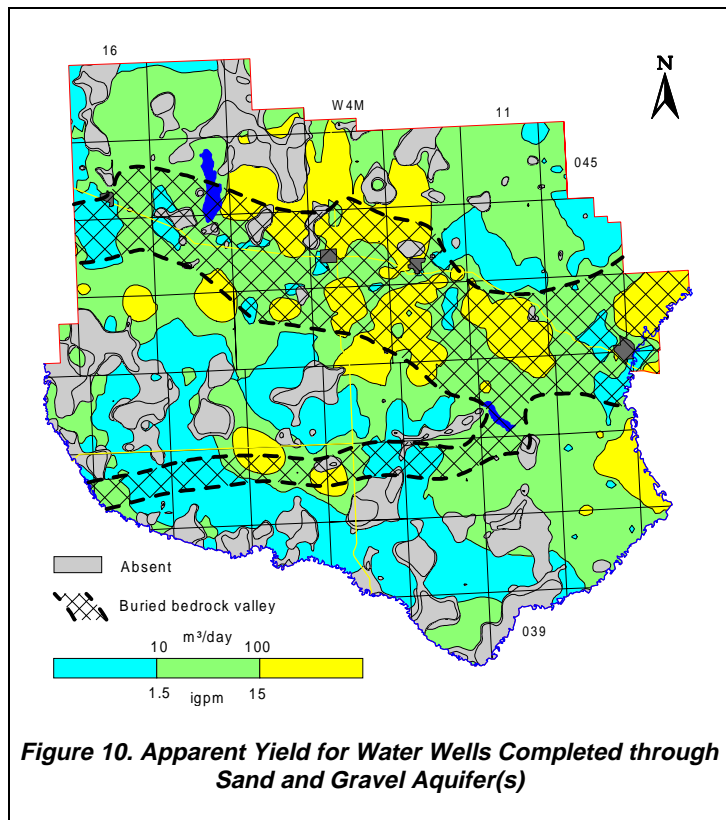 16
N
W4M
11
045
Absent
Buried bedrock valley
m³/day
10 100
1.5 15
igpm
039
Figure 10. Apparent Yield for Water Wells Completed through
Sand and Gravel Aquifer(s)